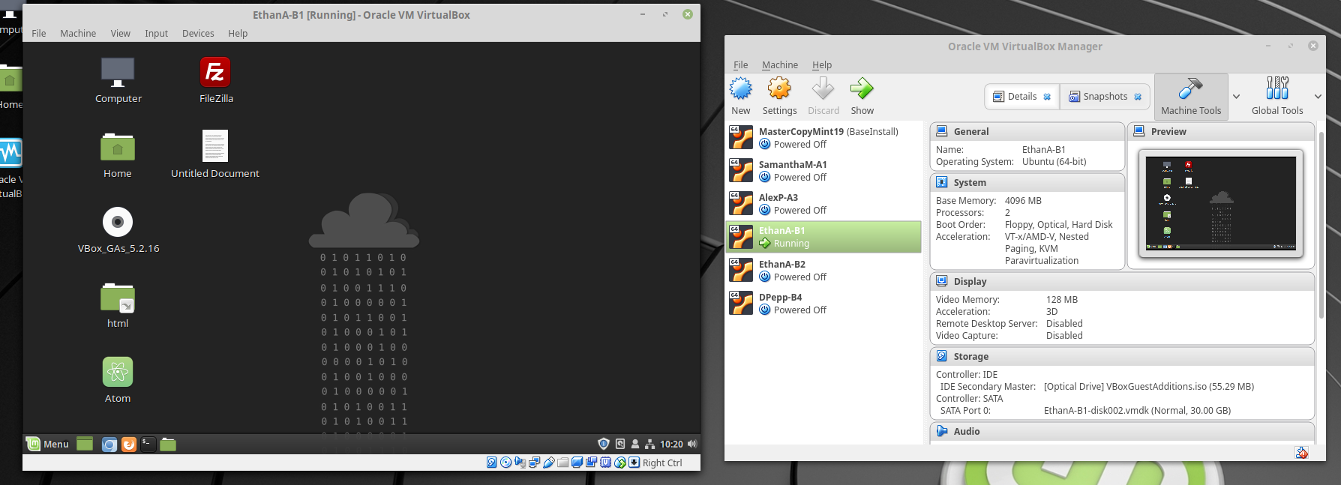 EthanA-B1 [Running] - Oracle VM VirtualBox
File Machine View Input Devices Help
Computer
FileZilla
Home
Untitled Document
VBox_GAs_5.2.16
html
Atom
0 1 0 1 1 0 1 0
0 1 0 1 0 1 0 1
0 1 0 0 1 1 1 0
0 1 0 0 0 0 0 1
0 1 0 1 1 0 0 1
0 1 0 0 0 1 0 1
0 0 1 0 0 0 0 0
0 0 0 0 1 0 1 0
0 1 0 0 1 0 0 0
0 1 0 0 0 1 0 1
0 1 0 1 0 0 1 1
0 1 0 1 0 0 0 0
Menu
10:20
Right Ctrl
Home
Oracle VM VirtualBox Manager
File Machine Help
New Settings Discard Show
Details Snapshots
Machine Tools Global Tools
64 MasterCopyMint19 (BaseInstall)
Powered Off
64 SamanthaM-A1
Powered Off
64 AlexP-A3
Powered Off
64 EthanA-B1
Running
64 EthanA-B2
Powered Off
64 DPepp-B4
Powered Off
General
Name: EthanA-B1
Operating System: Ubuntu (64-bit)
System
Base Memory: 4096 MB
Processors: 2
Boot Order: Floppy, Optical, Hard Disk
Acceleration: VT-x/AMD-V, Nested
Paging, KVM
Paravirtualization
Preview
Display
Video Memory: 128 MB
Acceleration: 3D
Remote Desktop Server: Disabled
Video Capture: Disabled
Storage
Controller: IDE
IDE Secondary Master: [Optical Drive] VBoxGuestAdditions.iso (55.29 MB)
Controller: SATA
SATA Port 0: EthanA-B1-disk002.vmdk (Normal, 30.00 GB)
Audio